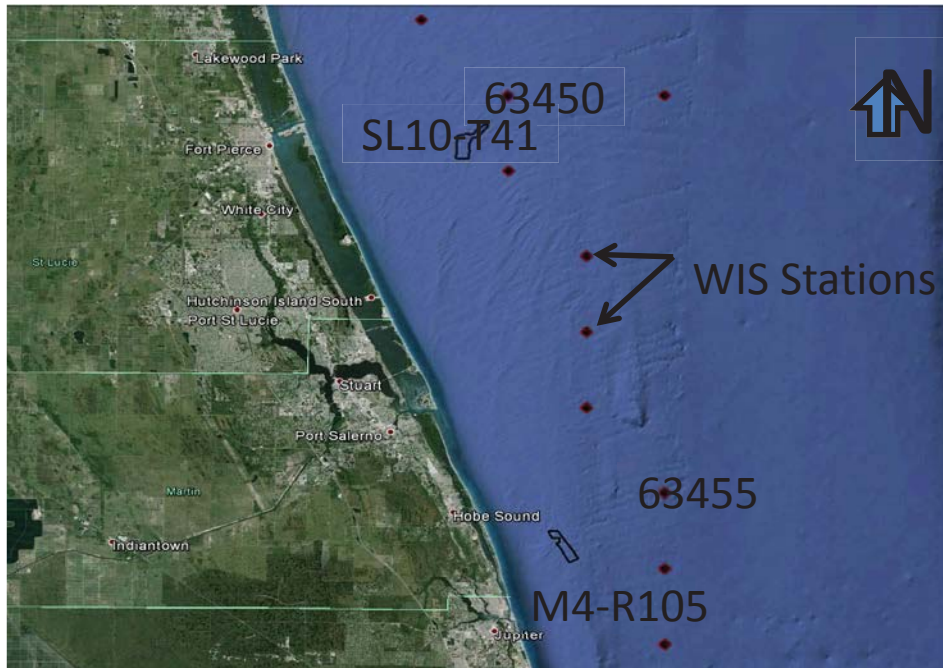 Lakewood Park
63450
N
SL10-T41
Fort Pierce
White City
St Lucie
WIS Stations
Hutchinson Island South
Port St Lucie
Stuart
Port Salerno
63455
Martin
Hobe Sound
Indiantown
M4-R105
Jupiter